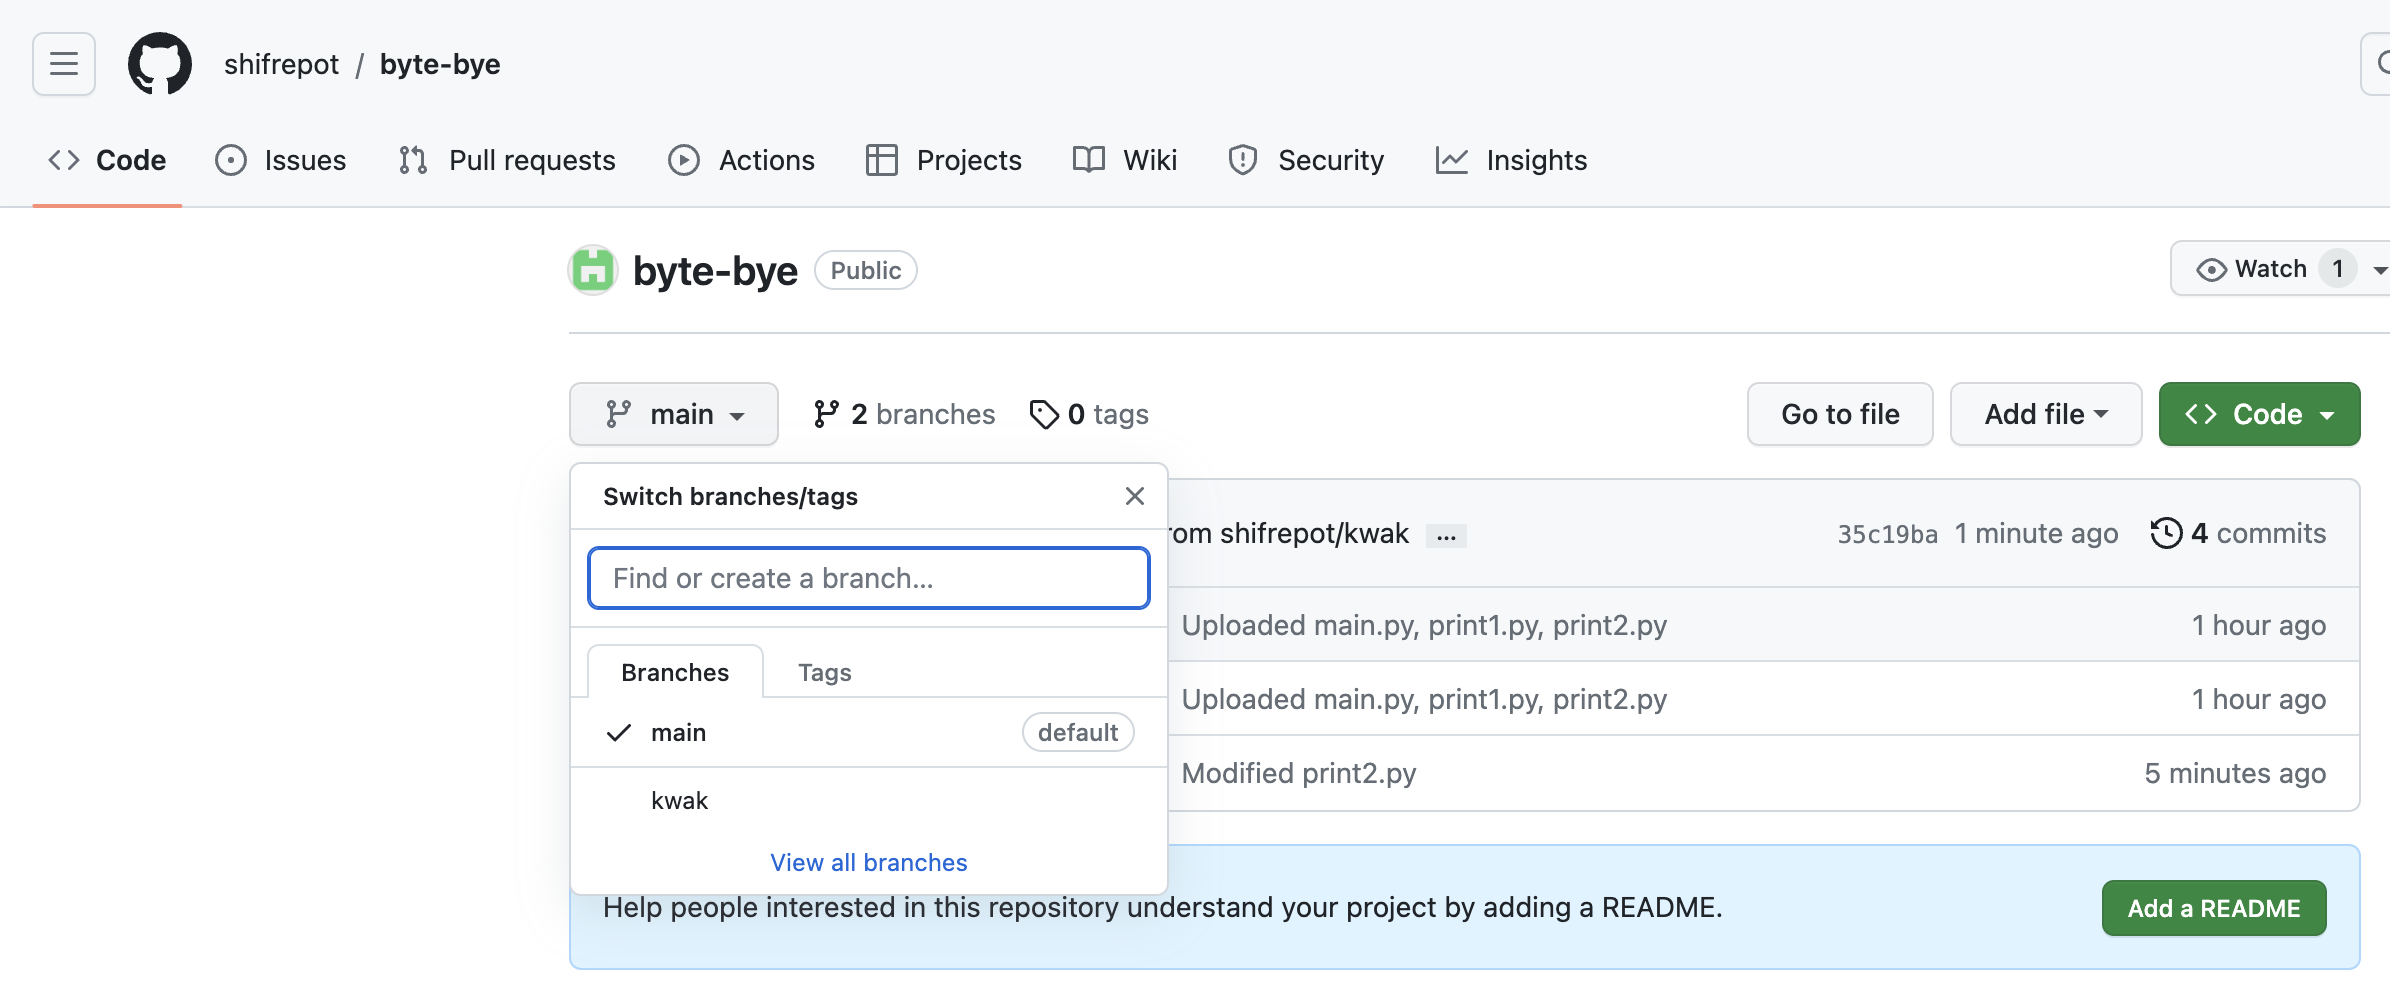 shifrepot / byte-bye
Code Issues Pull requests Actions Projects Wiki Security Insights
byte-bye Public
Watch 1
main 2 branches 0 tags
Go to file Add file Code
Switch branches/tags
shifrepot/kwak ... 35c19ba 1 minute ago 4 commits
Find or create a branch...
Uploaded main.py, print1.py, print2.py 1 hour ago
Branches Tags
Uploaded main.py, print1.py, print2.py 1 hour ago
main default
Modified print2.py 5 minutes ago
kwak
View all branches
Help people interested in this repository understand your project by adding a README.
Add a README